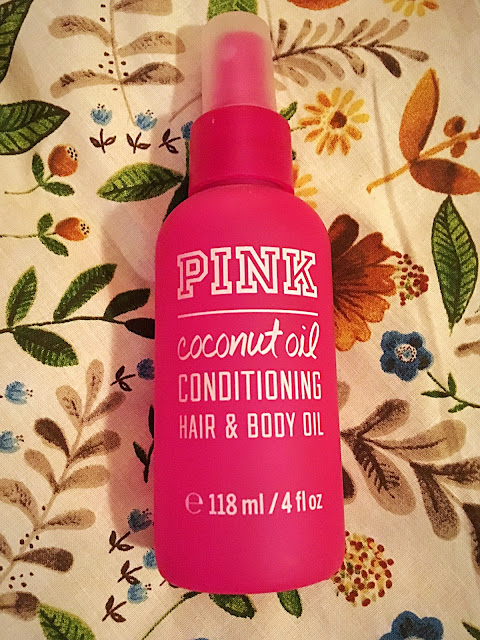 PINK
coconut oil
CONDITIONING
HAIR & BODY OIL
℮ 118 ml / 4 fl oz